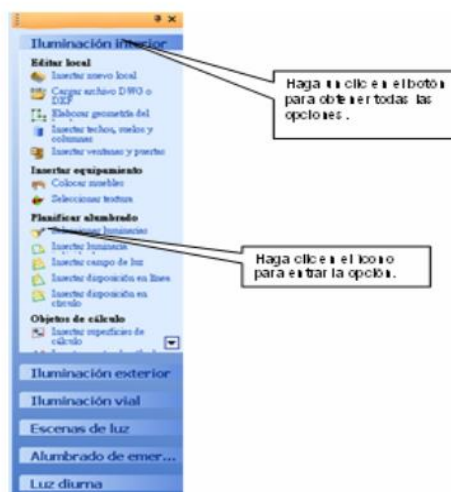 Iluminación interior
Editar local
Insertar nuevo local
Cargar archivo DWG o
DXF
Elaborar geometría del
Insertar techos, suelos y
columnas
Insertar ventanas y puertas
Insertar equipamiento
Colocar muebles
Seleccionar textura
Planificar alumbrado
Seleccionar luminarias
Insertar luminaria
Insertar campo de luz
Insertar disposición en línea
Insertar disposición en
círculo
Objetos de cálculo
Insertar superficies de
cálculo
Iluminación exterior
Iluminación vial
Escenas de luz
Alumbrado de emer...
Luz diurna
Haga un clic en el botón
para obtener todas las
opciones.
Haga clic en el icono
para entrar la opción.